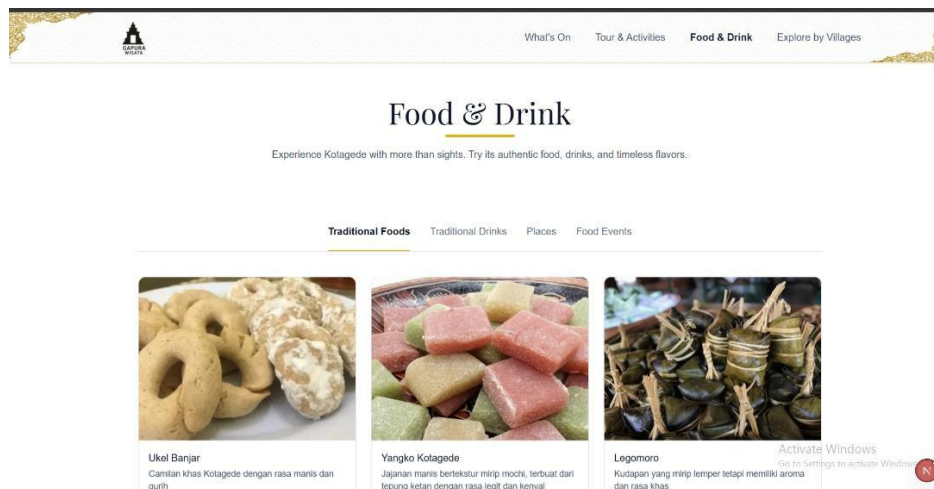 GAPURA
WISATA
What's On Tour & Activities Food & Drink Explore by Villages
Food & Drink
Experience Kotagede with more than sights. Try its authentic food, drinks, and timeless flavors.
Traditional Foods Traditional Drinks Places Food Events
Ukel Banjar
Camilan khas Kotagede dengan rasa manis dan
gurih
Yangko Kotagede
Jajanan manis bertekstur mirip mochi, terbuat dari
tepung ketan dengan rasa legit dan kenyal
Legomoro
Kudapan yang mirip lemper tetapi memiliki aroma
dan rasa khas
Activate Windows
Go to Settings to activate Windows
N